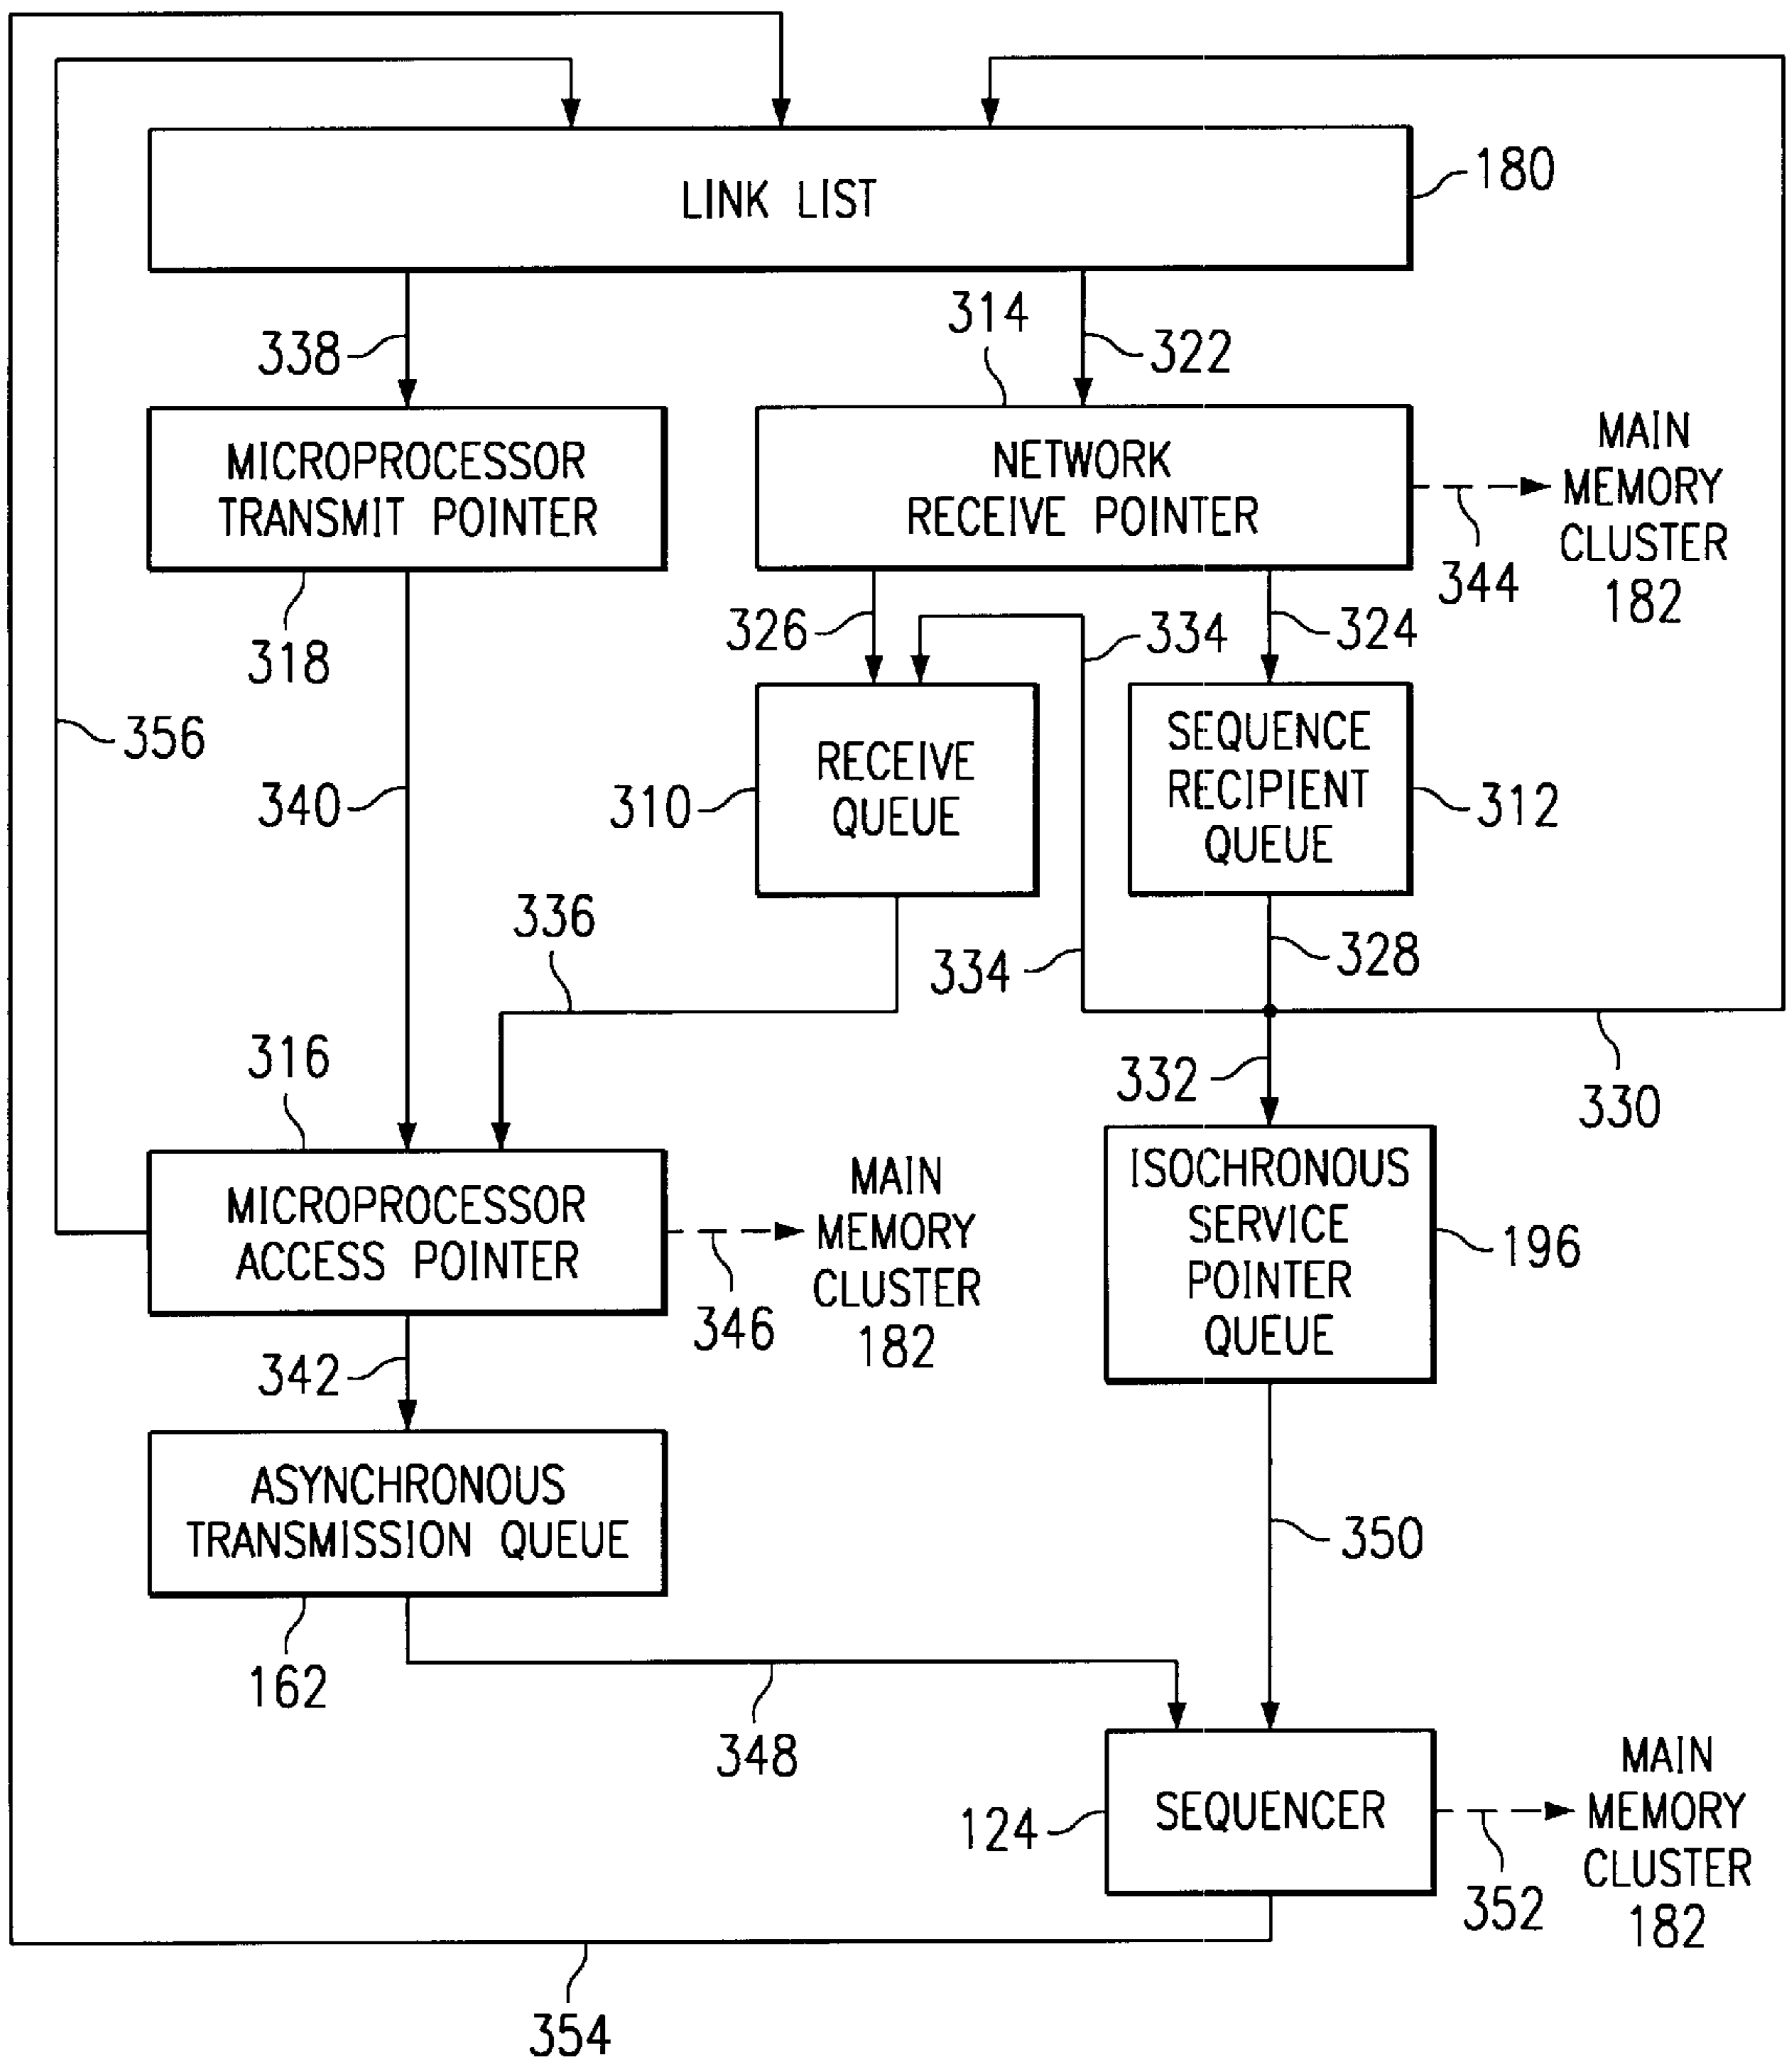 LINK LIST
180
338
314
322
MICROPROCESSOR
TRANSMIT POINTER
318
NETWORK
RECEIVE POINTER
MAIN
MEMORY
CLUSTER
182
344
326
334
324
356
340
310
RECEIVE
QUEUE
SEQUENCE
RECIPIENT
QUEUE
312
336
334
328
316
332
330
MICROPROCESSOR
ACCESS POINTER
MAIN
MEMORY
CLUSTER
182
346
ISOCHRONOUS
SERVICE
POINTER
QUEUE
196
342
ASYNCHRONOUS
TRANSMISSION QUEUE
162
350
348
124
SEQUENCER
MAIN
MEMORY
CLUSTER
182
352
354